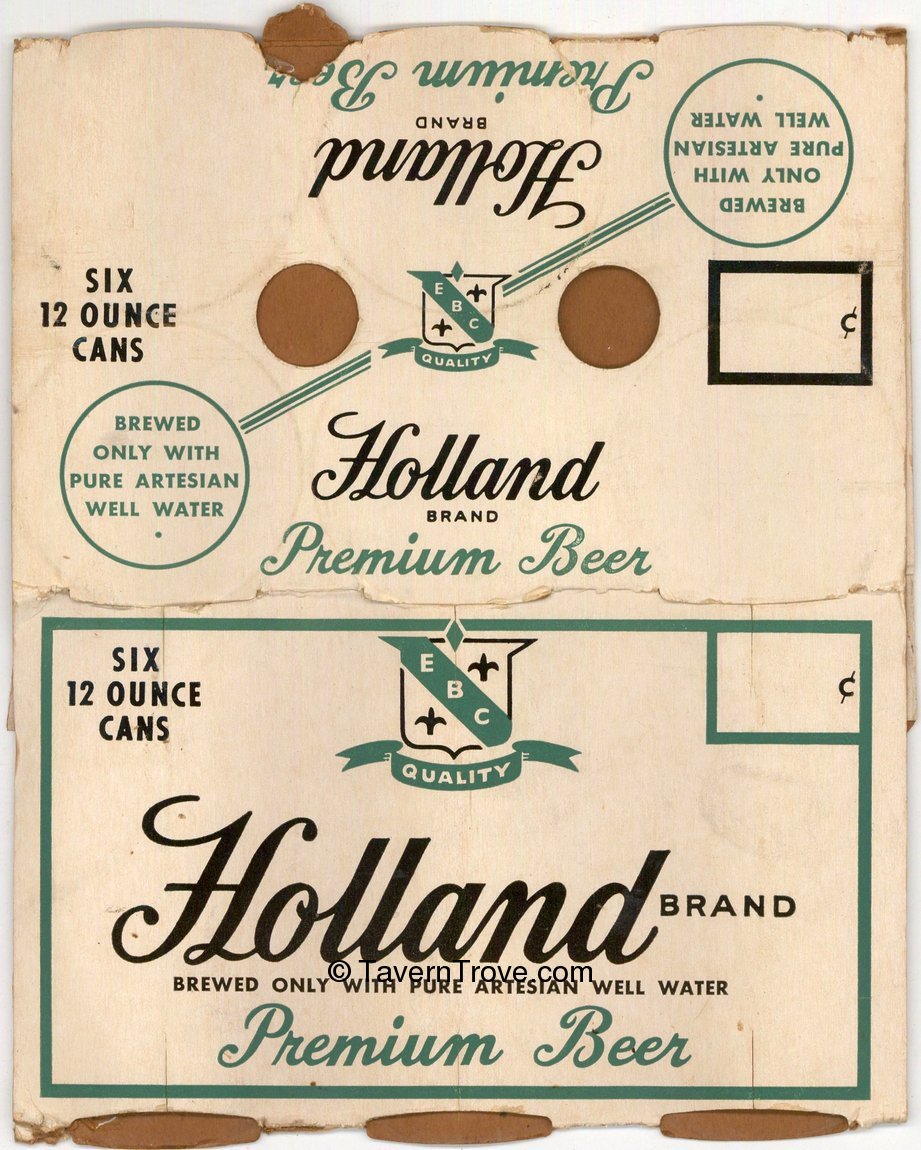 Premium Beer
BRAND
Holland
BREWED
ONLY WITH
PURE ARTESIAN
WELL WATER
SIX
12 OUNCE
CANS
EBC
QUALITY
¢
BREWED
ONLY WITH
PURE ARTESIAN
WELL WATER
Holland
BRAND
Premium Beer
SIX
12 OUNCE
CANS
EBC
QUALITY
¢
Holland BRAND
© TavernTrove.com
BREWED ONLY WITH PURE ARTESIAN WELL WATER
Premium Beer